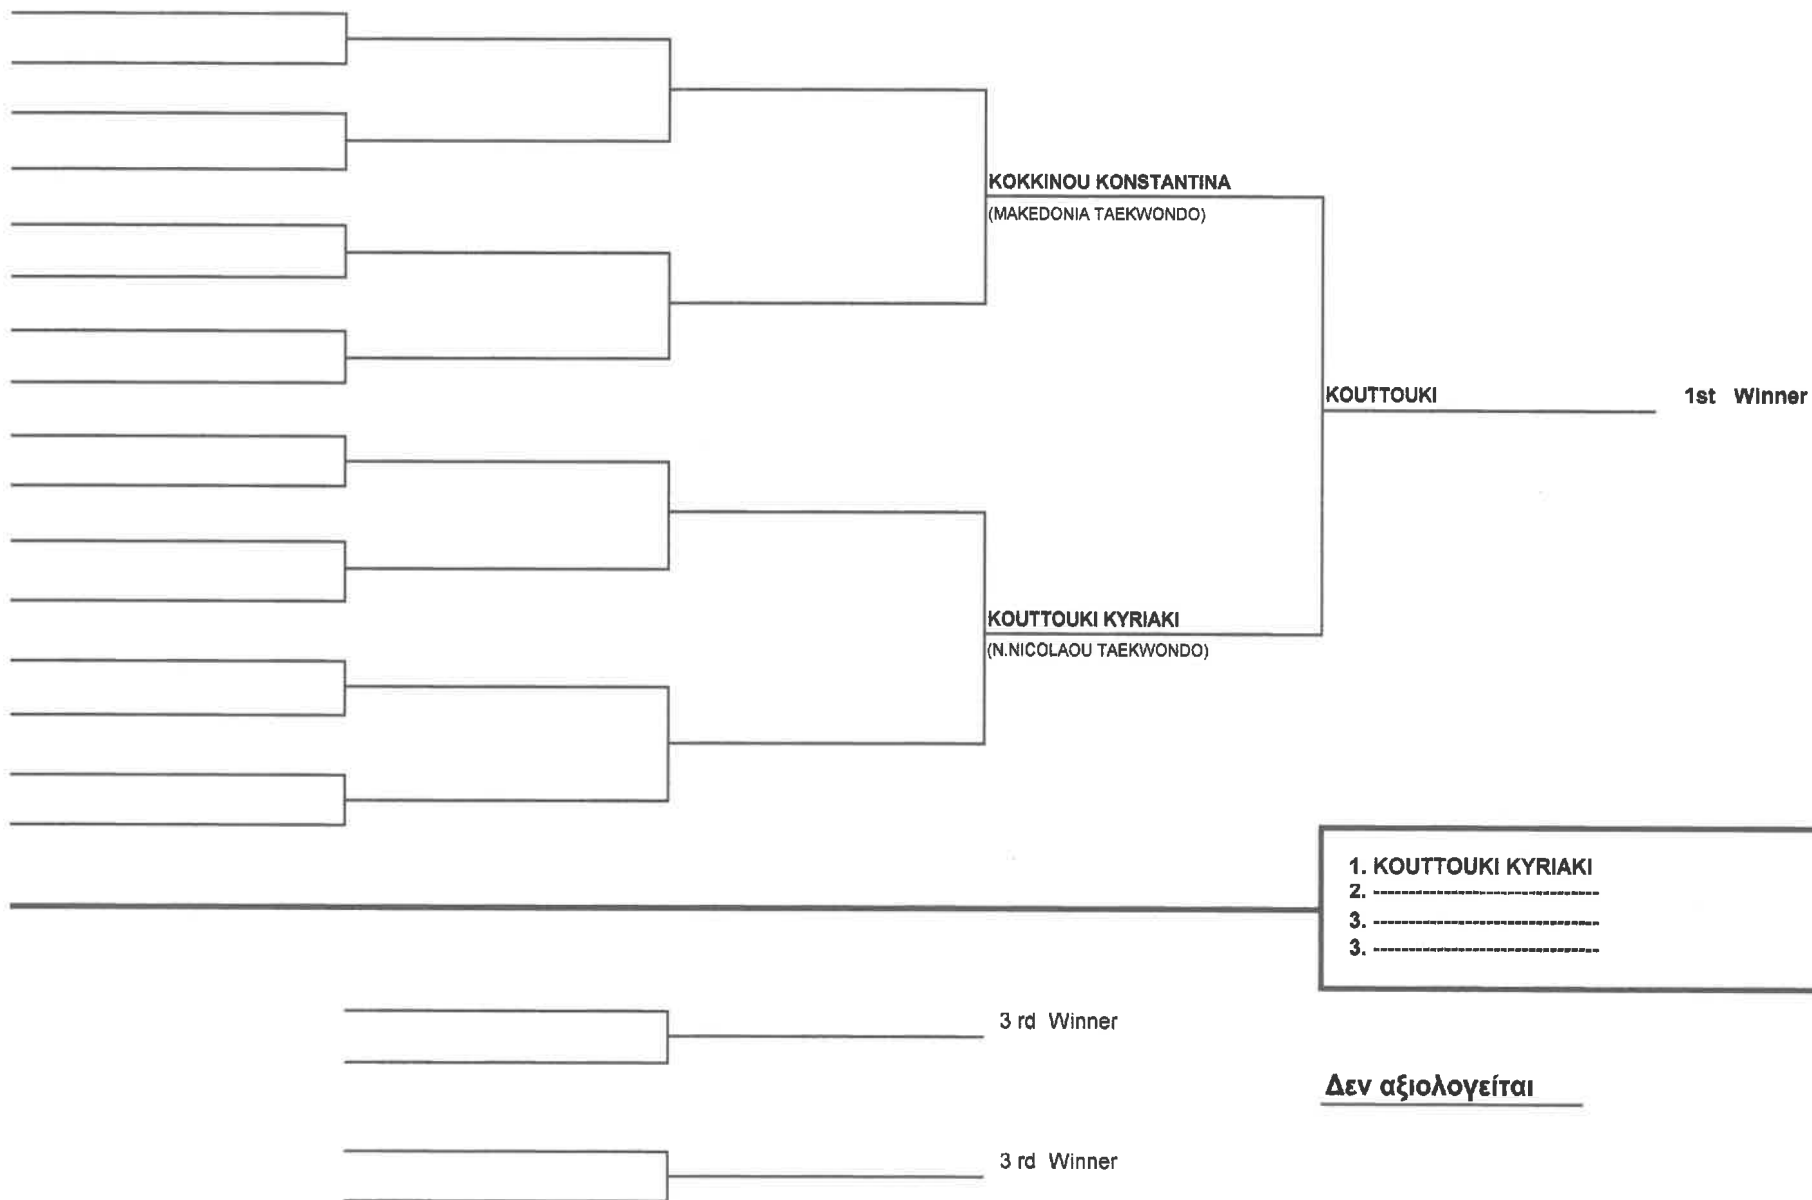 KOKKINOU KONSTANTINA
(MAKEDONIA TAEKWONDO)
KOUTTOUKI
1st Winner
KOUTTOUKI KYRIAKI
(N.NICOLAOU TAEKWONDO)
1. KOUTTOUKI KYRIAKI
2. --------------------------------
3. --------------------------------
3. --------------------------------
3 rd Winner
Δεν αξιολογείται
3 rd Winner